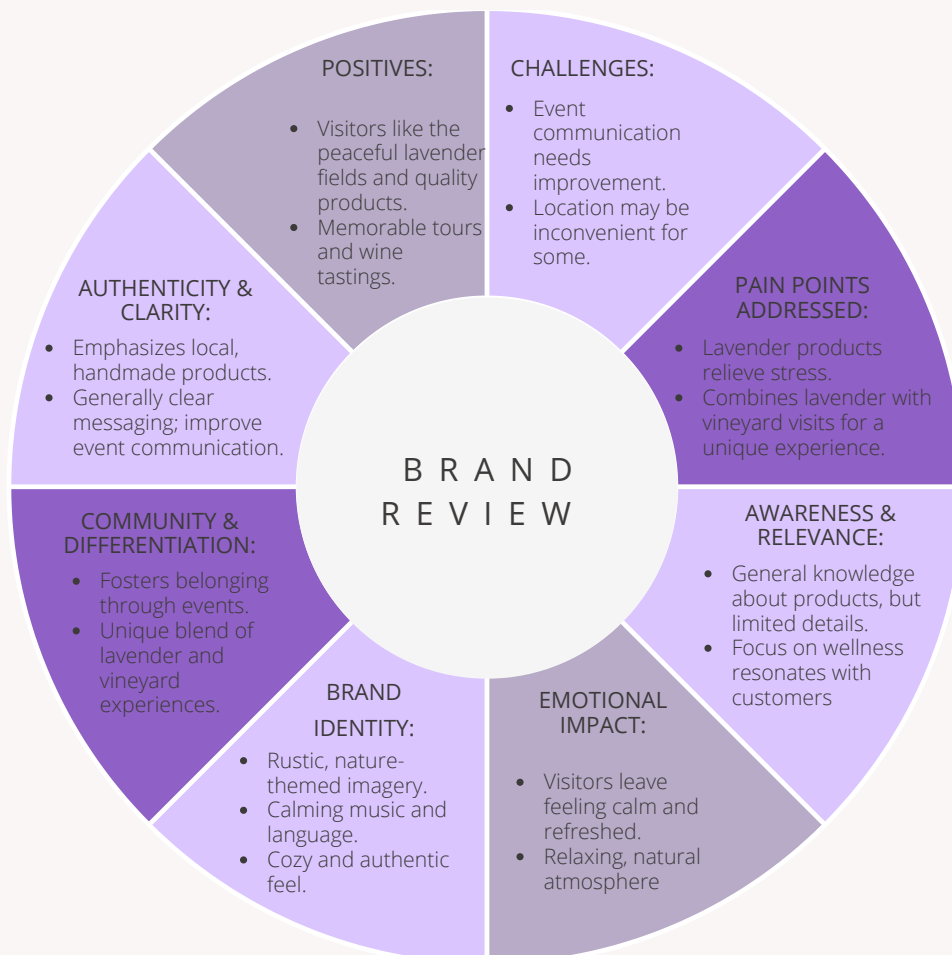 BRAND
REVIEW
POSITIVES:
• Visitors like the
peaceful lavender
fields and quality
products.
• Memorable tours
and wine
tastings.
CHALLENGES:
• Event
communication
needs
improvement.
• Location may be
inconvenient for
some.
PAIN POINTS
ADDRESSED:
• Lavender products
relieve stress.
• Combines lavender with
vineyard visits for a
unique experience.
AWARENESS &
RELEVANCE:
• General knowledge
about products, but
limited details.
• Focus on wellness
resonates with
customers
EMOTIONAL
IMPACT:
• Visitors leave
feeling calm and
refreshed.
• Relaxing, natural
atmosphere
BRAND
IDENTITY:
• Rustic, nature-
themed imagery.
• Calming music and
language.
• Cozy and authentic
feel.
COMMUNITY &
DIFFERENTIATION:
• Fosters belonging
through events.
• Unique blend of
lavender and
vineyard
experiences.
AUTHENTICITY &
CLARITY:
• Emphasizes local,
handmade products.
• Generally clear
messaging; improve
event communication.